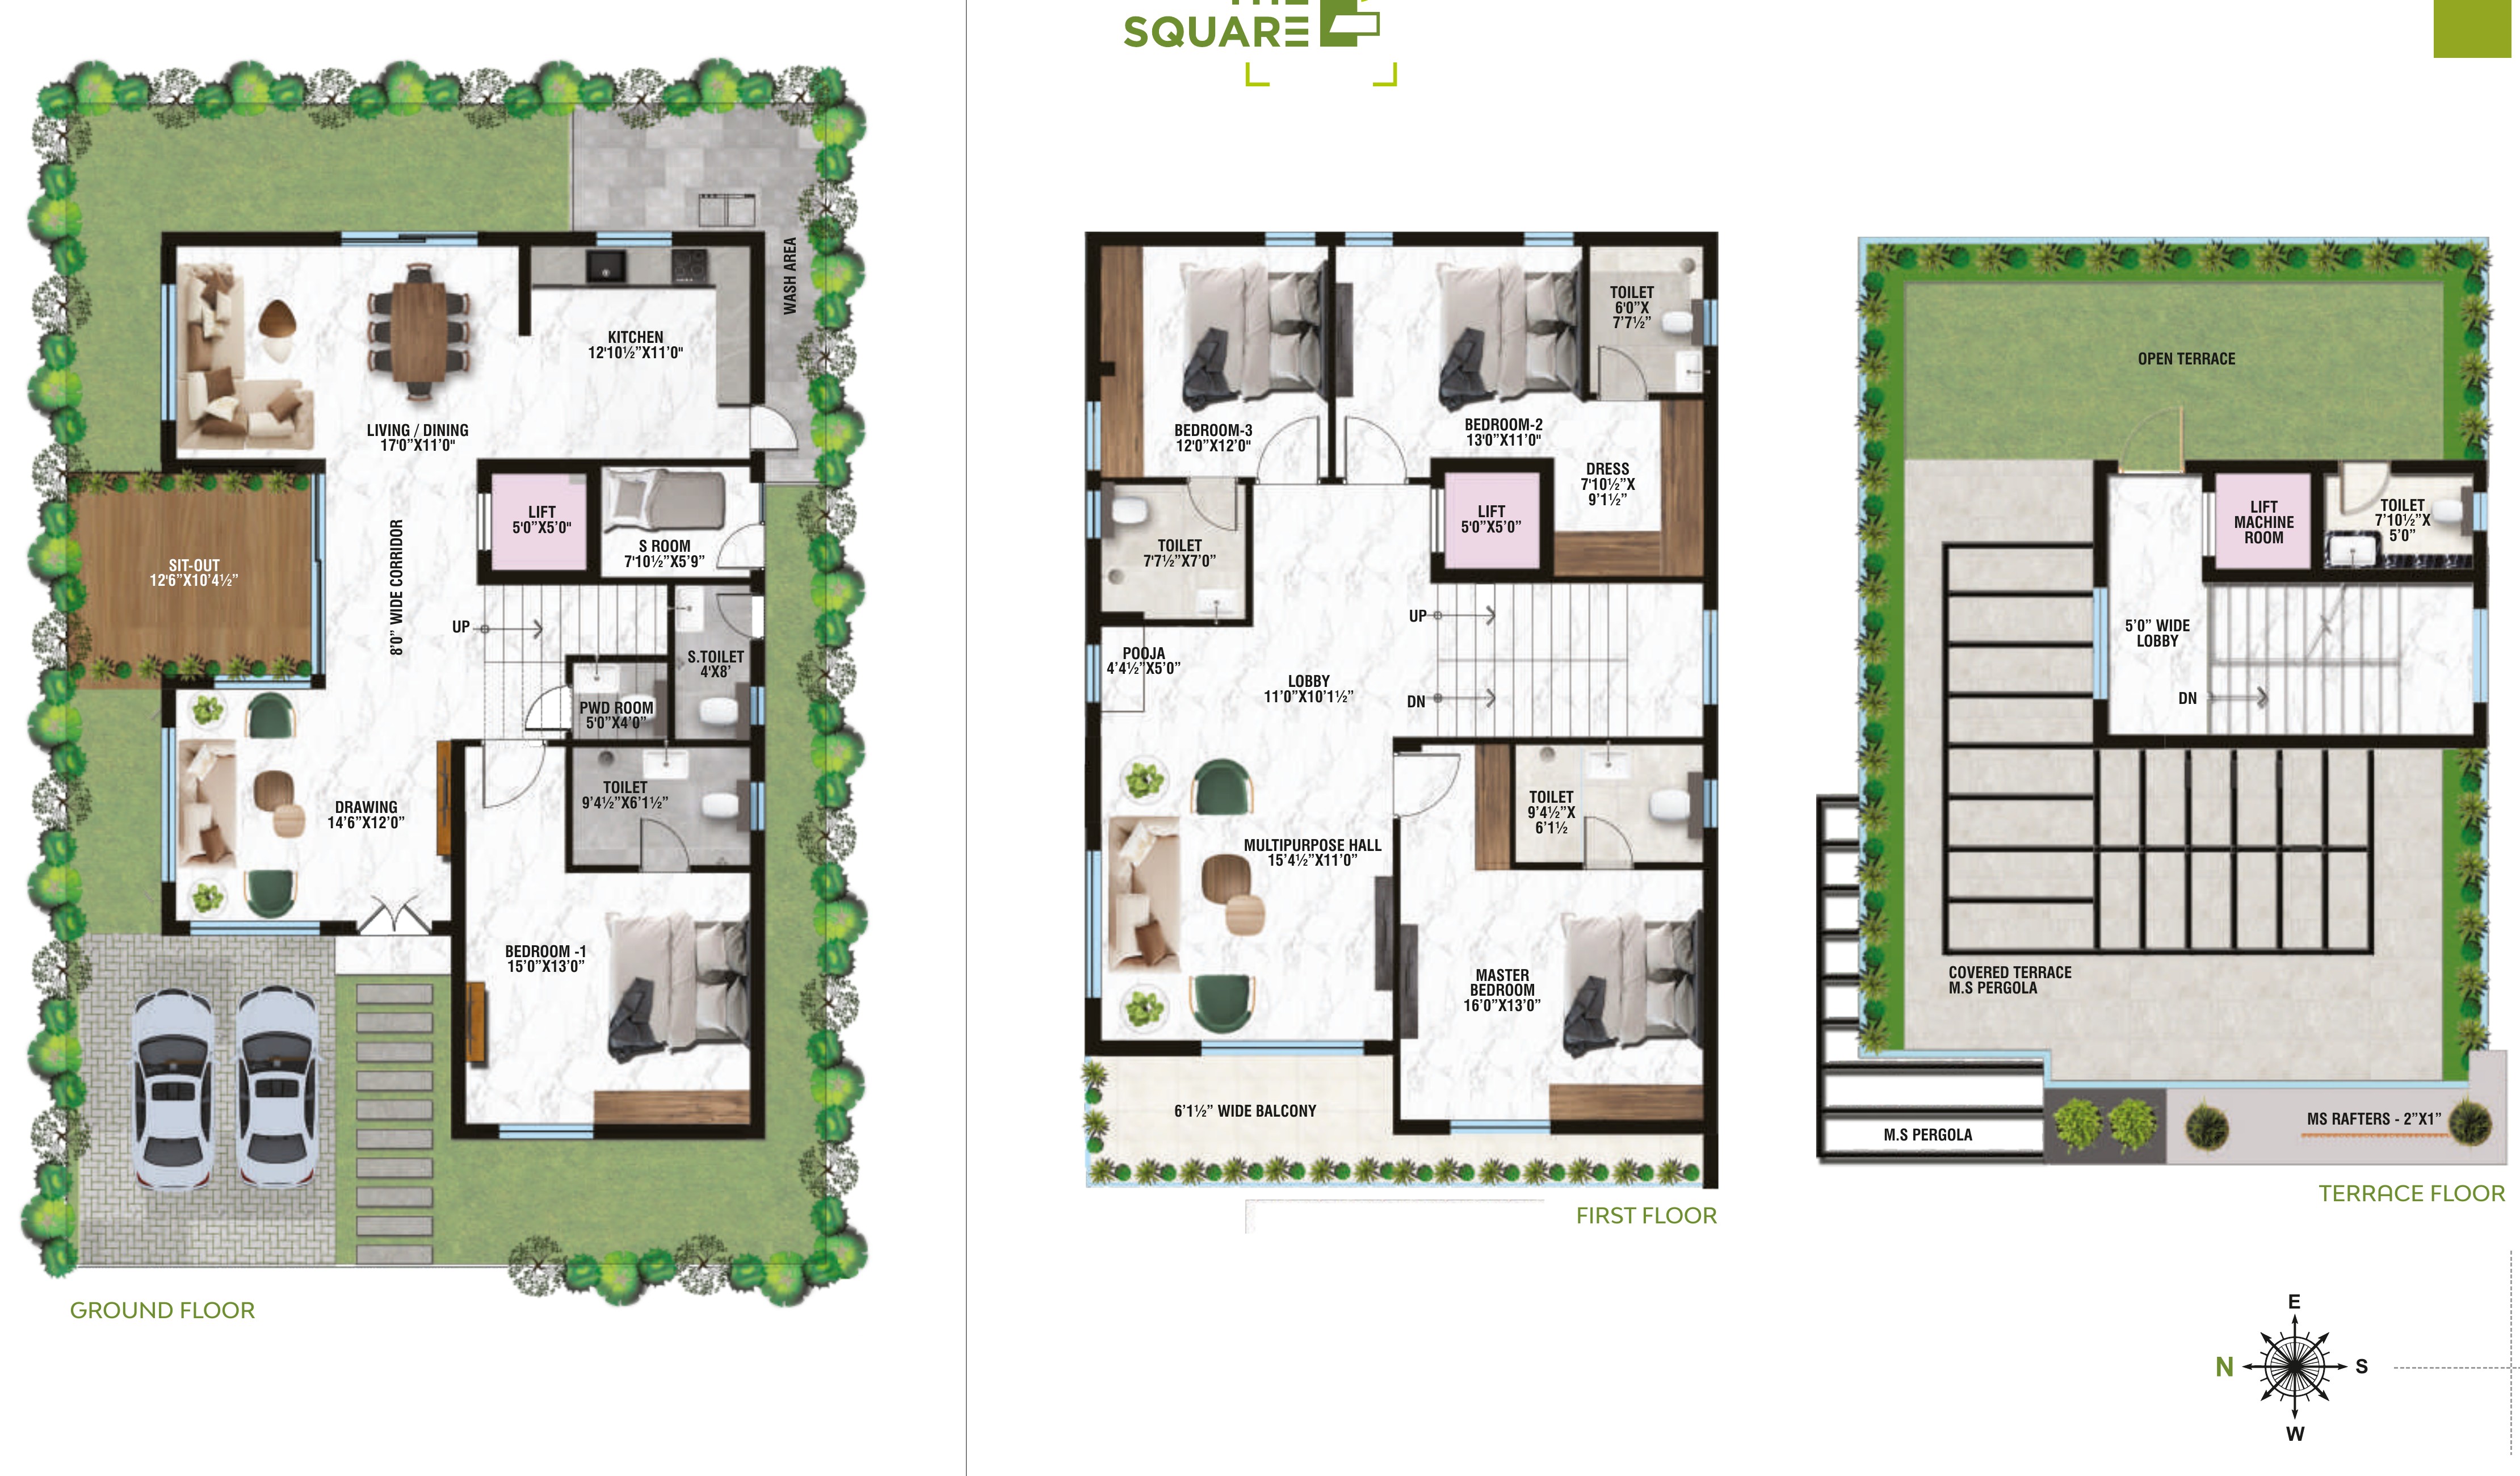 THE
SQUARE
WASH AREA
KITCHEN
12'10½"X11'0"
LIVING / DINING
17'0"X11'0"
LIFT
5'0"X5'0"
S ROOM
7'10½"X5'9"
SIT-OUT
12'6"X10'4½"
8'0" WIDE CORRIDOR
UP
S.TOILET
4'X8'
PWD ROOM
5'0"X4'0"
TOILET
9'4½"X6'1½"
DRAWING
14'6"X12'0"
BEDROOM -1
15'0"X13'0"
GROUND FLOOR
TOILET
6'0"X
7'7½"
BEDROOM-3
12'0"X12'0"
BEDROOM-2
13'0"X11'0"
DRESS
7'10½"X
9'1½"
LIFT
5'0"X5'0"
TOILET
7'7½"X7'0"
UP
POOJA
4'4½"X5'0"
LOBBY
11'0"X10'1½"
DN
TOILET
9'4½"X
6'1½
MULTIPURPOSE HALL
15'4½"X11'0"
MASTER
BEDROOM
16'0"X13'0"
6'1½" WIDE BALCONY
FIRST FLOOR
OPEN TERRACE
LIFT
MACHINE
ROOM
TOILET
7'10½"X
5'0"
5'0" WIDE
LOBBY
DN
COVERED TERRACE
M.S PERGOLA
M.S PERGOLA
MS RAFTERS - 2"X1"
TERRACE FLOOR
E
N
S
W